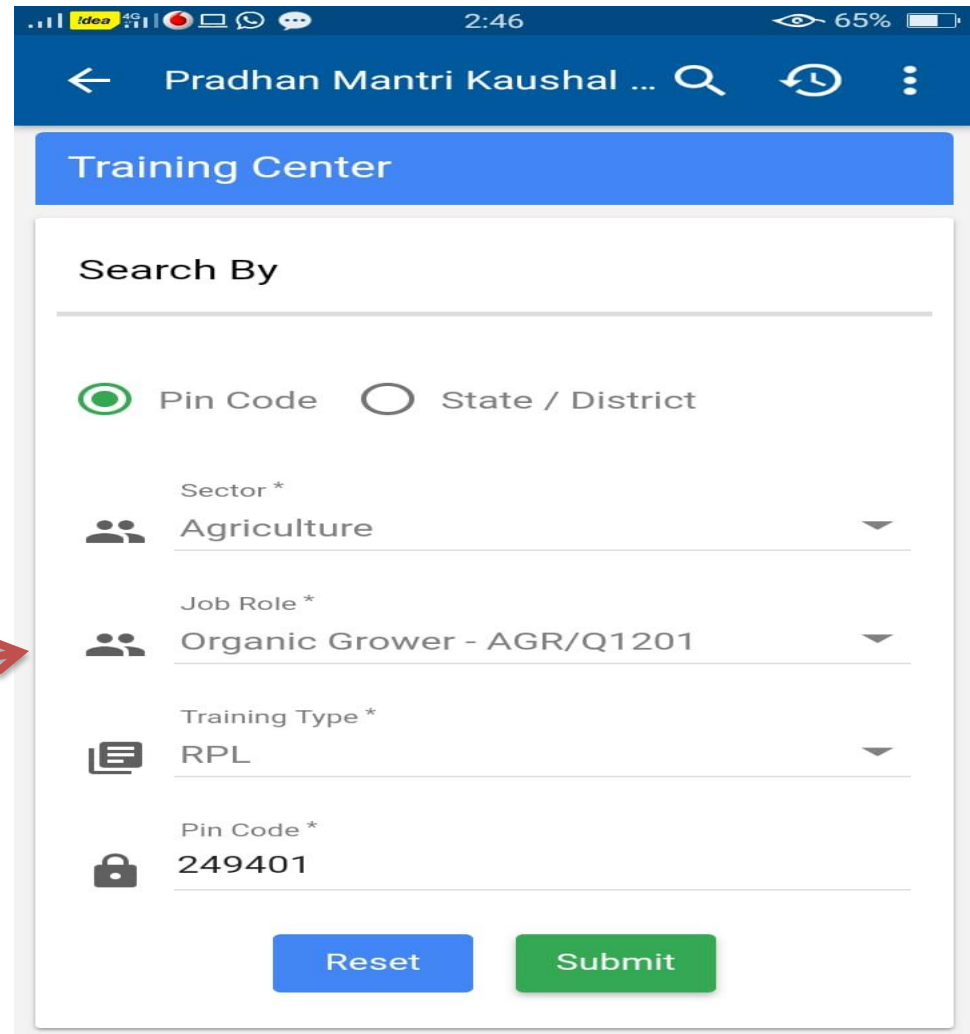 !dea 4G 2:46 65%
Pradhan Mantri Kaushal ...
Training Center
Search By
Pin Code State / District
Sector *
Agriculture
Job Role *
Organic Grower - AGR/Q1201
Training Type *
RPL
Pin Code *
249401
Reset Submit